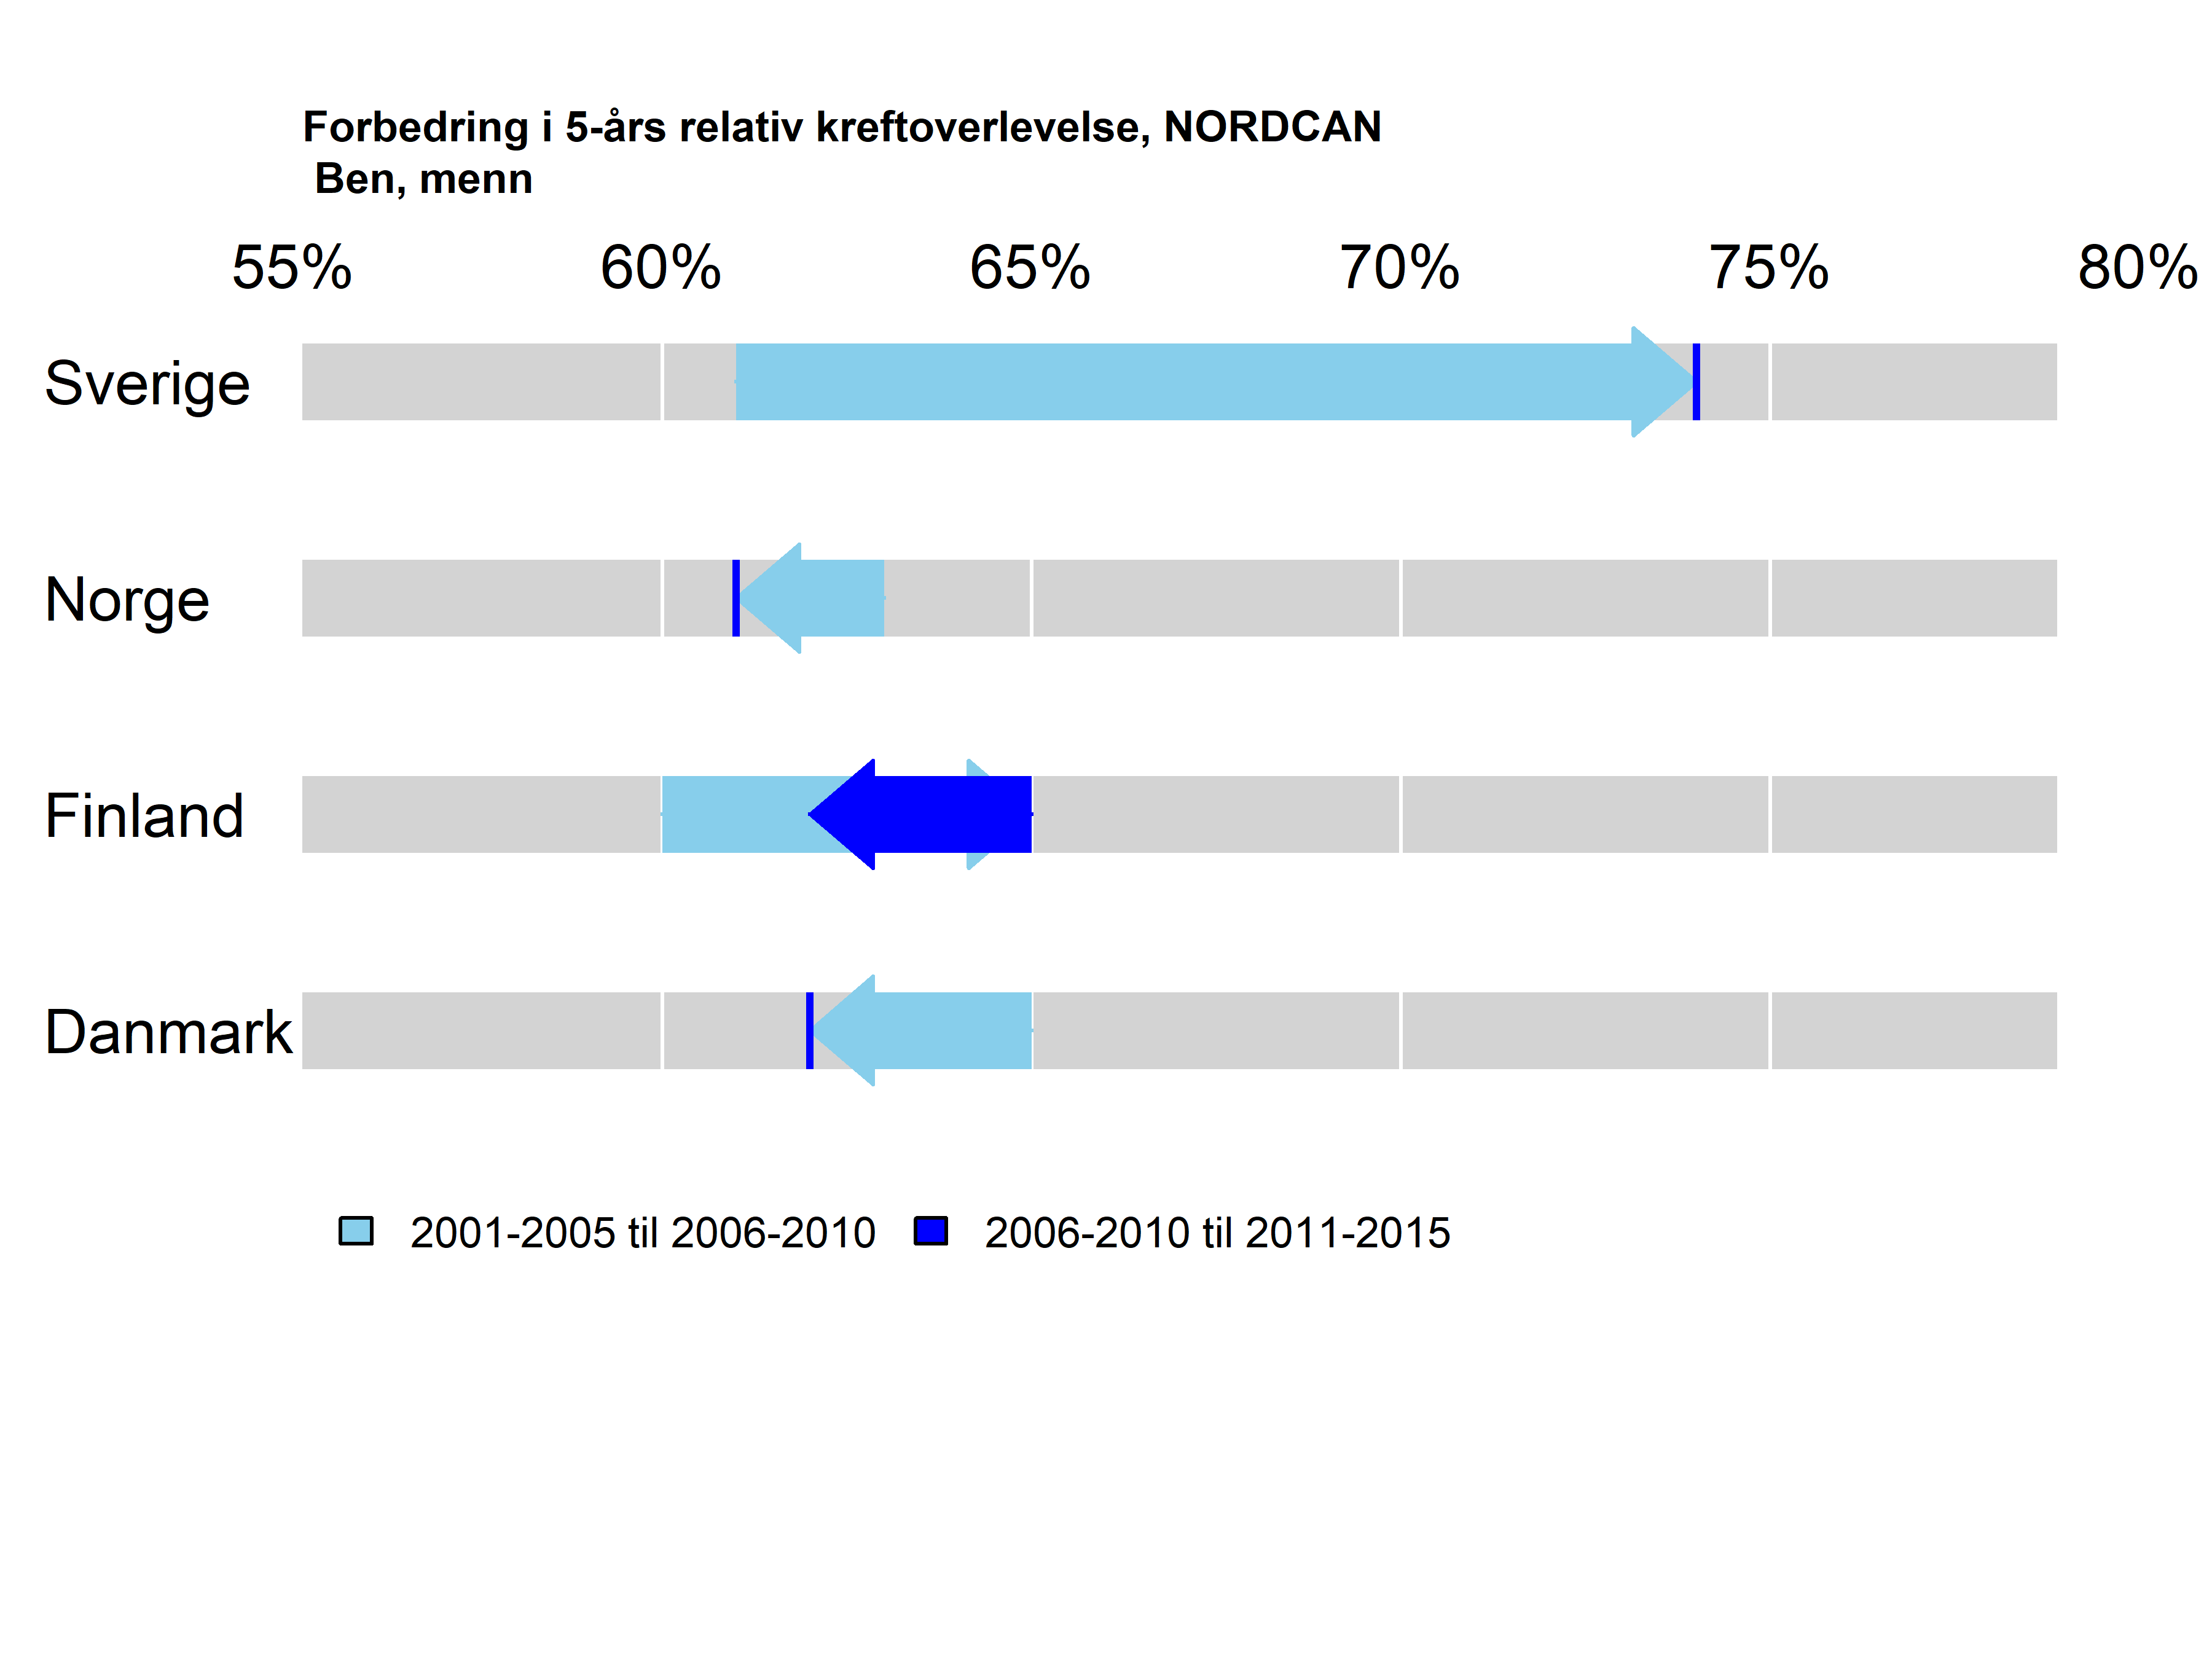 Forbedring i 5-års relativ kreftoverlevelse, NORDCAN
Ben, menn
55% 60% 65% 70% 75% 80%
Sverige
Norge
Finland
Danmark
2001-2005 til 2006-2010 2006-2010 til 2011-2015